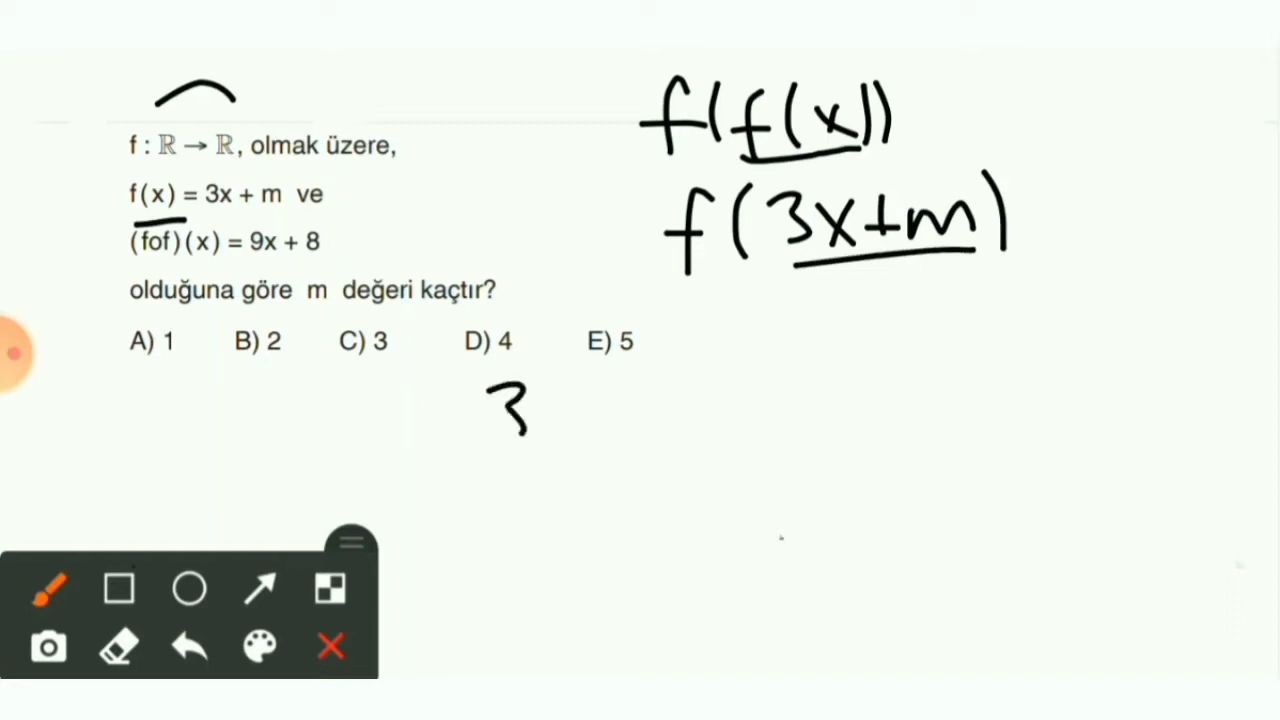 f : ℝ → ℝ, olmak üzere,
f(x) = 3x + m ve
(fof)(x) = 9x + 8
olduğuna göre m değeri kaçtır?
A) 1 B) 2 C) 3 D) 4 E) 5
3
f(f(x))
f(3x+m)